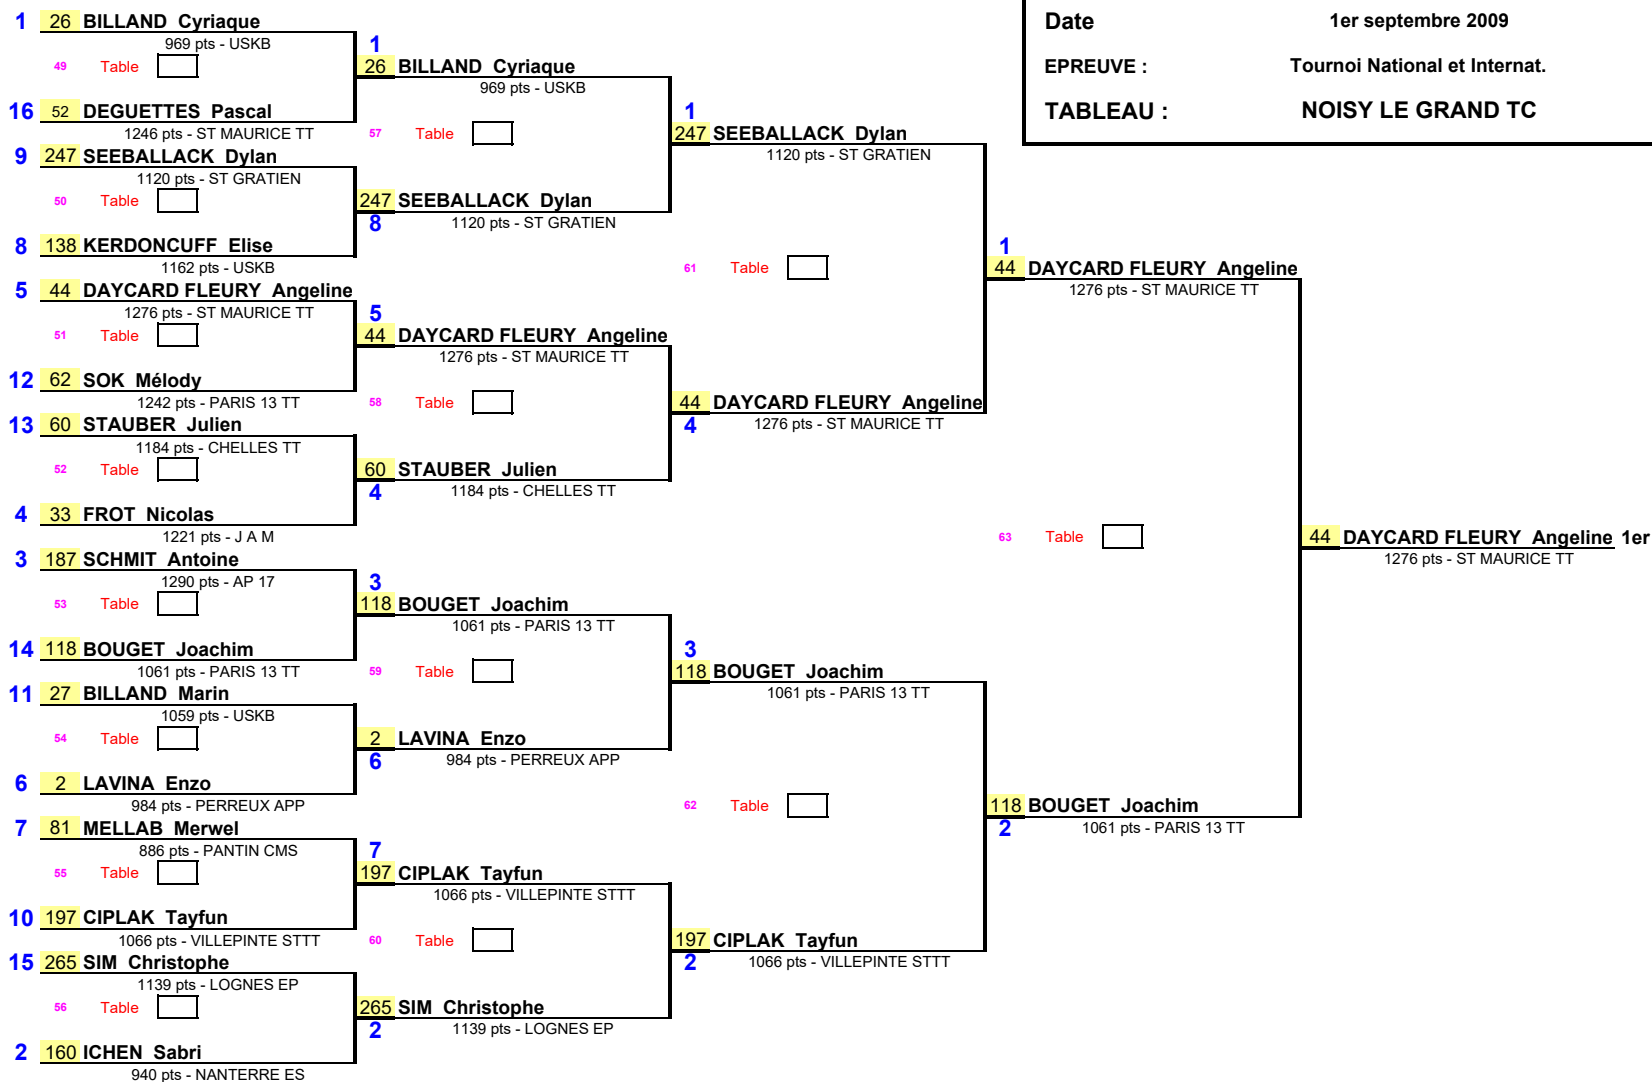 Date 1er septembre 2009
EPREUVE : Tournoi National et Internat.
TABLEAU : NOISY LE GRAND TC
1 26 BILLAND Cyriaque
969 pts - USKB
49 Table
16 52 DEGUETTES Pascal
1246 pts - ST MAURICE TT
9 247 SEEBALLACK Dylan
1120 pts - ST GRATIEN
50 Table
8 138 KERDONCUFF Elise
1162 pts - USKB
5 44 DAYCARD FLEURY Angeline
1276 pts - ST MAURICE TT
51 Table
12 62 SOK Mélody
1242 pts - PARIS 13 TT
13 60 STAUBER Julien
1184 pts - CHELLES TT
52 Table
4 33 FROT Nicolas
1221 pts - J A M
3 187 SCHMIT Antoine
1290 pts - AP 17
53 Table
14 118 BOUGET Joachim
1061 pts - PARIS 13 TT
11 27 BILLAND Marin
1059 pts - USKB
54 Table
6 2 LAVINA Enzo
984 pts - PERREUX APP
7 81 MELLAB Merwel
886 pts - PANTIN CMS
55 Table
10 197 CIPLAK Tayfun
1066 pts - VILLEPINTE STTT
15 265 SIM Christophe
1139 pts - LOGNES EP
56 Table
2 160 ICHEN Sabri
940 pts - NANTERRE ES
1
26 BILLAND Cyriaque
969 pts - USKB
57 Table
247 SEEBALLACK Dylan
8 1120 pts - ST GRATIEN
5
44 DAYCARD FLEURY Angeline
1276 pts - ST MAURICE TT
58 Table
60 STAUBER Julien
4 1184 pts - CHELLES TT
3
118 BOUGET Joachim
1061 pts - PARIS 13 TT
59 Table
2 LAVINA Enzo
6 984 pts - PERREUX APP
7
197 CIPLAK Tayfun
1066 pts - VILLEPINTE STTT
60 Table
265 SIM Christophe
2 1139 pts - LOGNES EP
1
247 SEEBALLACK Dylan
1120 pts - ST GRATIEN
61 Table
44 DAYCARD FLEURY Angeline
4 1276 pts - ST MAURICE TT
3
118 BOUGET Joachim
1061 pts - PARIS 13 TT
62 Table
197 CIPLAK Tayfun
2 1066 pts - VILLEPINTE STTT
1
44 DAYCARD FLEURY Angeline
1276 pts - ST MAURICE TT
63 Table
118 BOUGET Joachim
2 1061 pts - PARIS 13 TT
44 DAYCARD FLEURY Angeline 1er
1276 pts - ST MAURICE TT